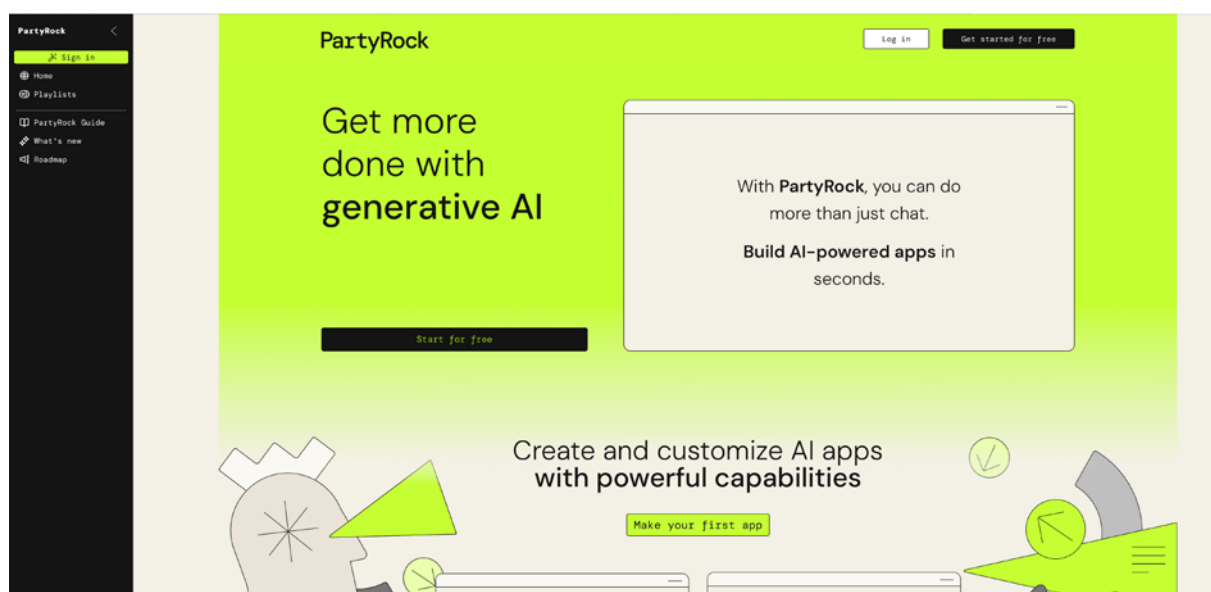 PartyRock
Sign in
Home
Playlists
PartyRock Guide
What's new
Roadmap
PartyRock
Log in
Get started for free
Get more
done with
generative AI
Start for free
With PartyRock, you can do
more than just chat.
Build AI-powered apps in
seconds.
Create and customize AI apps
with powerful capabilities
Make your first app